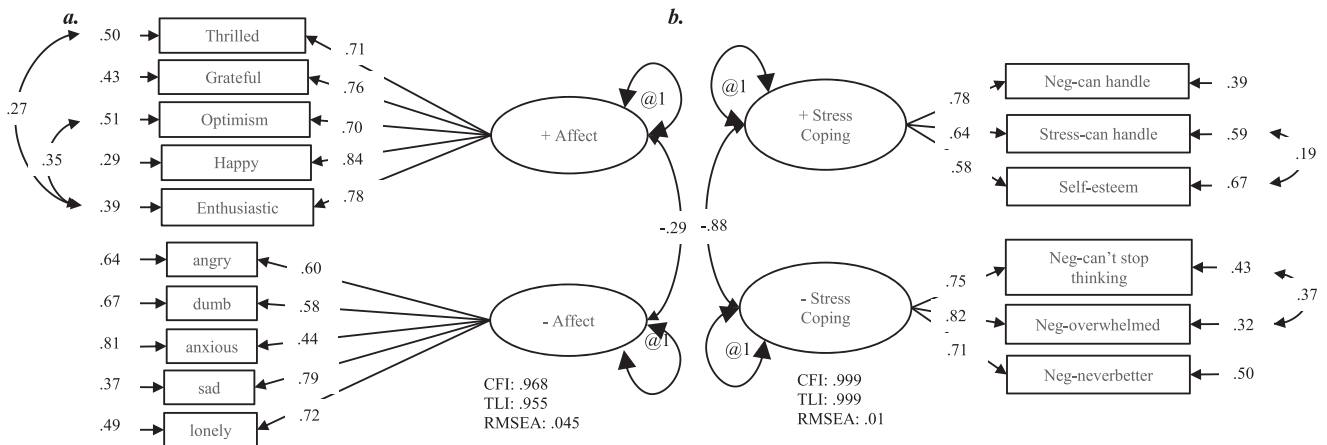 a.
.50
Thrilled
.71
.43
Grateful
.76
.27
.51
Optimism
.70
.35
.29
Happy
.84
.39
Enthusiastic
.78
+ Affect
@1
-.29
.64
angry
.60
.67
dumb
.58
.81
anxious
.44
.37
sad
.79
.49
lonely
.72
- Affect
@1
CFI: .968
TLI: .955
RMSEA: .045
b.
@1
+ Stress
Coping
.78
Neg-can handle
.39
.64
Stress-can handle
.59
-
.58
Self-esteem
.67
.19
-.88
- Stress
Coping
@1
.75
Neg-can't stop
thinking
.43
.82
Neg-overwhelmed
.32
.37
-
.71
Neg-neverbetter
.50
CFI: .999
TLI: .999
RMSEA: .01